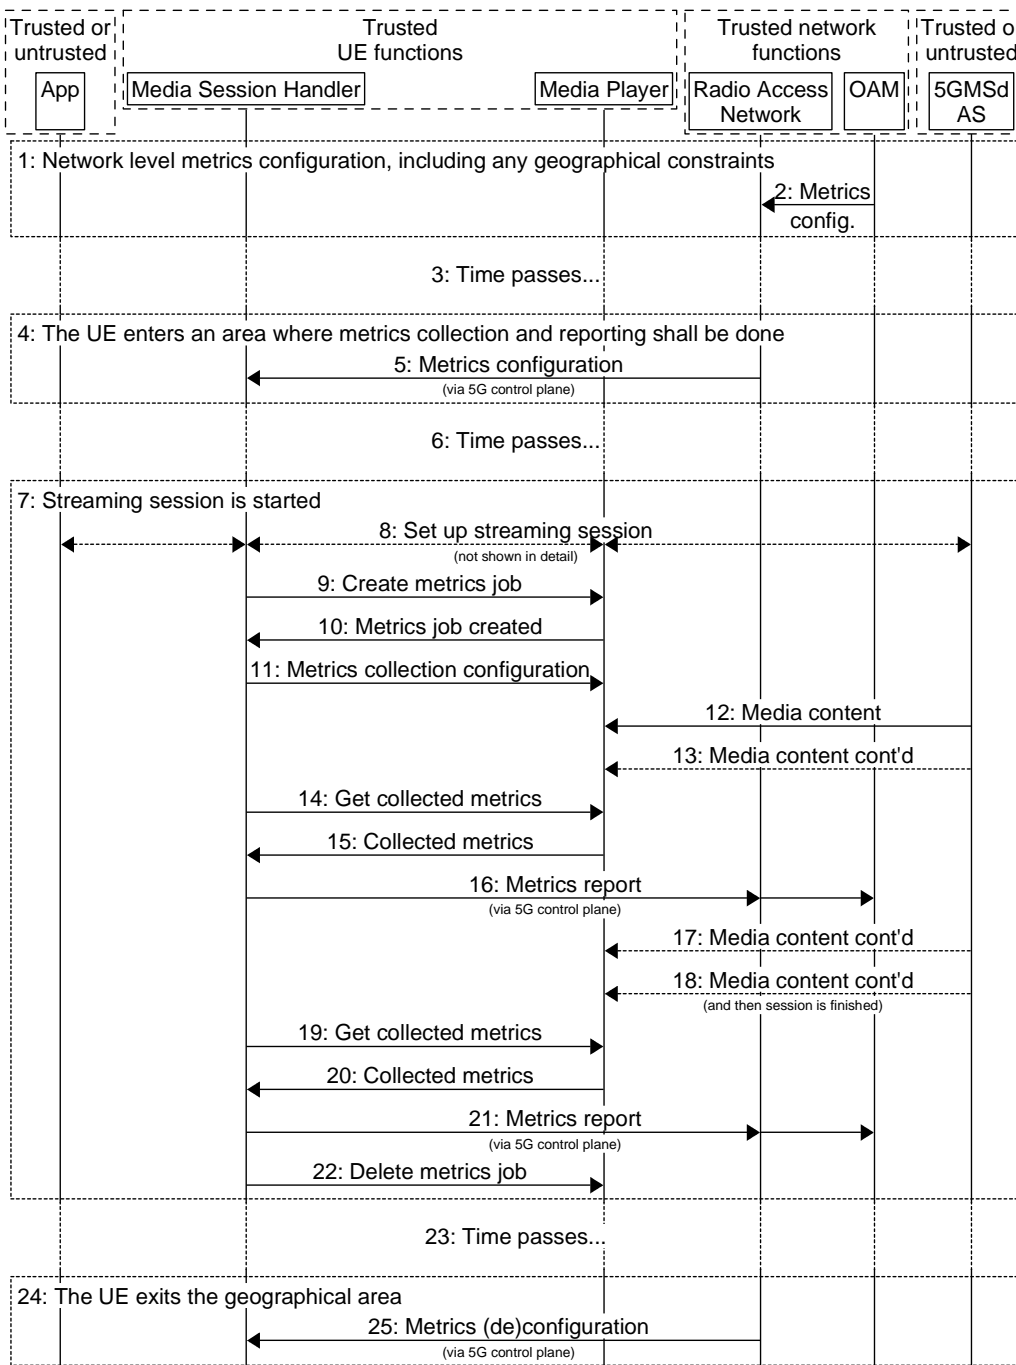 Trusted or
untrusted
Trusted
UE functions
Trusted network
functions
Trusted o
untrusted
App
Media Session Handler
Media Player
Radio Access
Network
OAM
5GMSd
AS
1: Network level metrics configuration, including any geographical constraints
2: Metrics
config.
3: Time passes...
4: The UE enters an area where metrics collection and reporting shall be done
5: Metrics configuration
(via 5G control plane)
6: Time passes...
7: Streaming session is started
8: Set up streaming session
(not shown in detail)
9: Create metrics job
10: Metrics job created
11: Metrics collection configuration
12: Media content
13: Media content cont'd
14: Get collected metrics
15: Collected metrics
16: Metrics report
(via 5G control plane)
17: Media content cont'd
18: Media content cont'd
(and then session is finished)
19: Get collected metrics
20: Collected metrics
21: Metrics report
(via 5G control plane)
22: Delete metrics job
23: Time passes...
24: The UE exits the geographical area
25: Metrics (de)configuration
(via 5G control plane)